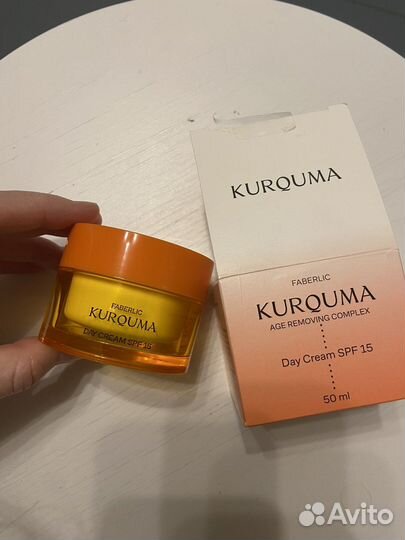 KURQUMA
FABERLIC
KURQUMA
AGE REMOVING COMPLEX
Day Cream SPF 15
50 ml
FABERLIC
KURQUMA
DAY CREAM SPF 15
Avito